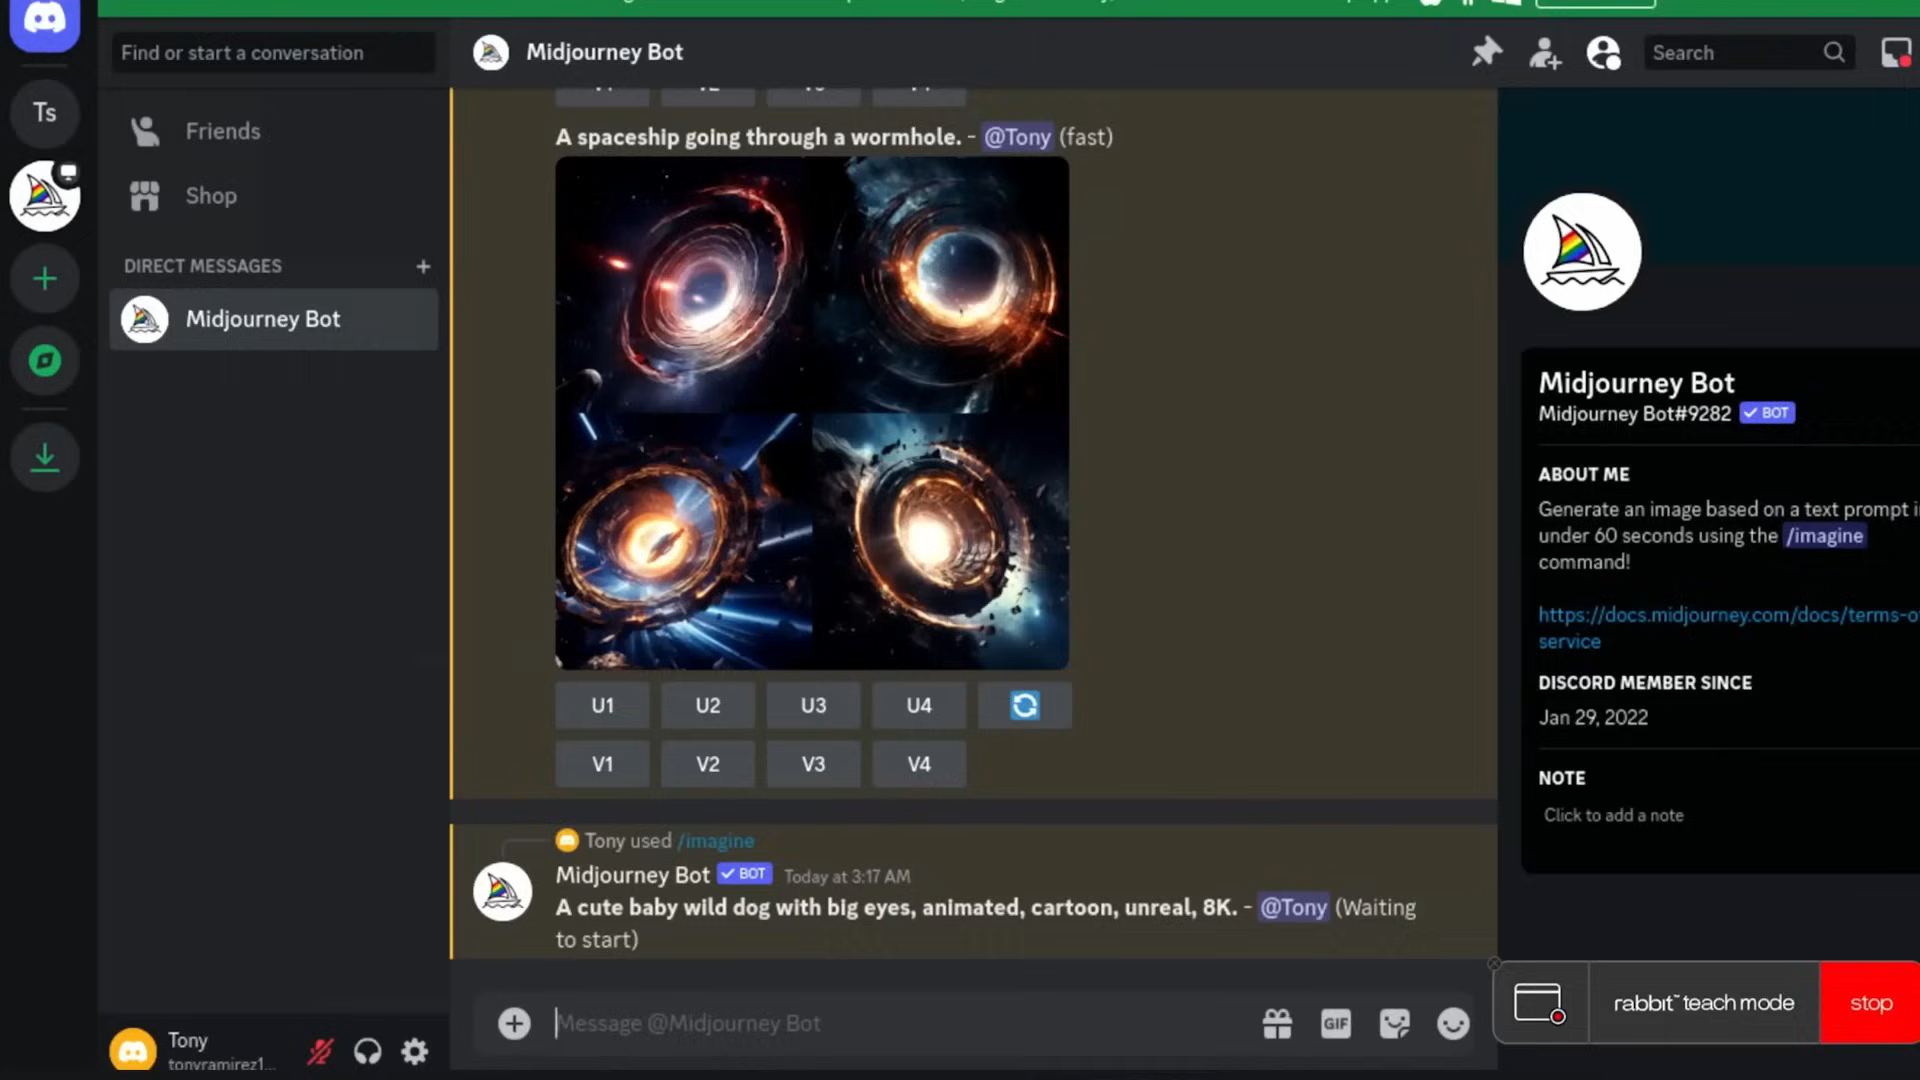 Find or start a conversation
Midjourney Bot
Search
Ts
Friends
Shop
DIRECT MESSAGES
Midjourney Bot
A spaceship going through a wormhole. - @Tony (fast)
U1 U2 U3 U4
V1 V2 V3 V4
Tony used /imagine
Midjourney Bot BOT Today at 3:17 AM
A cute baby wild dog with big eyes, animated, cartoon, unreal, 8K. - @Tony (Waiting
to start)
Message @Midjourney Bot
GIF
Tony
tonyramirez1...
Midjourney Bot
Midjourney Bot#9282 BOT
ABOUT ME
Generate an image based on a text prompt
under 60 seconds using the /imagine
command!
https://docs.midjourney.com/docs/terms-o
service
DISCORD MEMBER SINCE
Jan 29, 2022
NOTE
Click to add a note
rabbit™ teach mode
stop